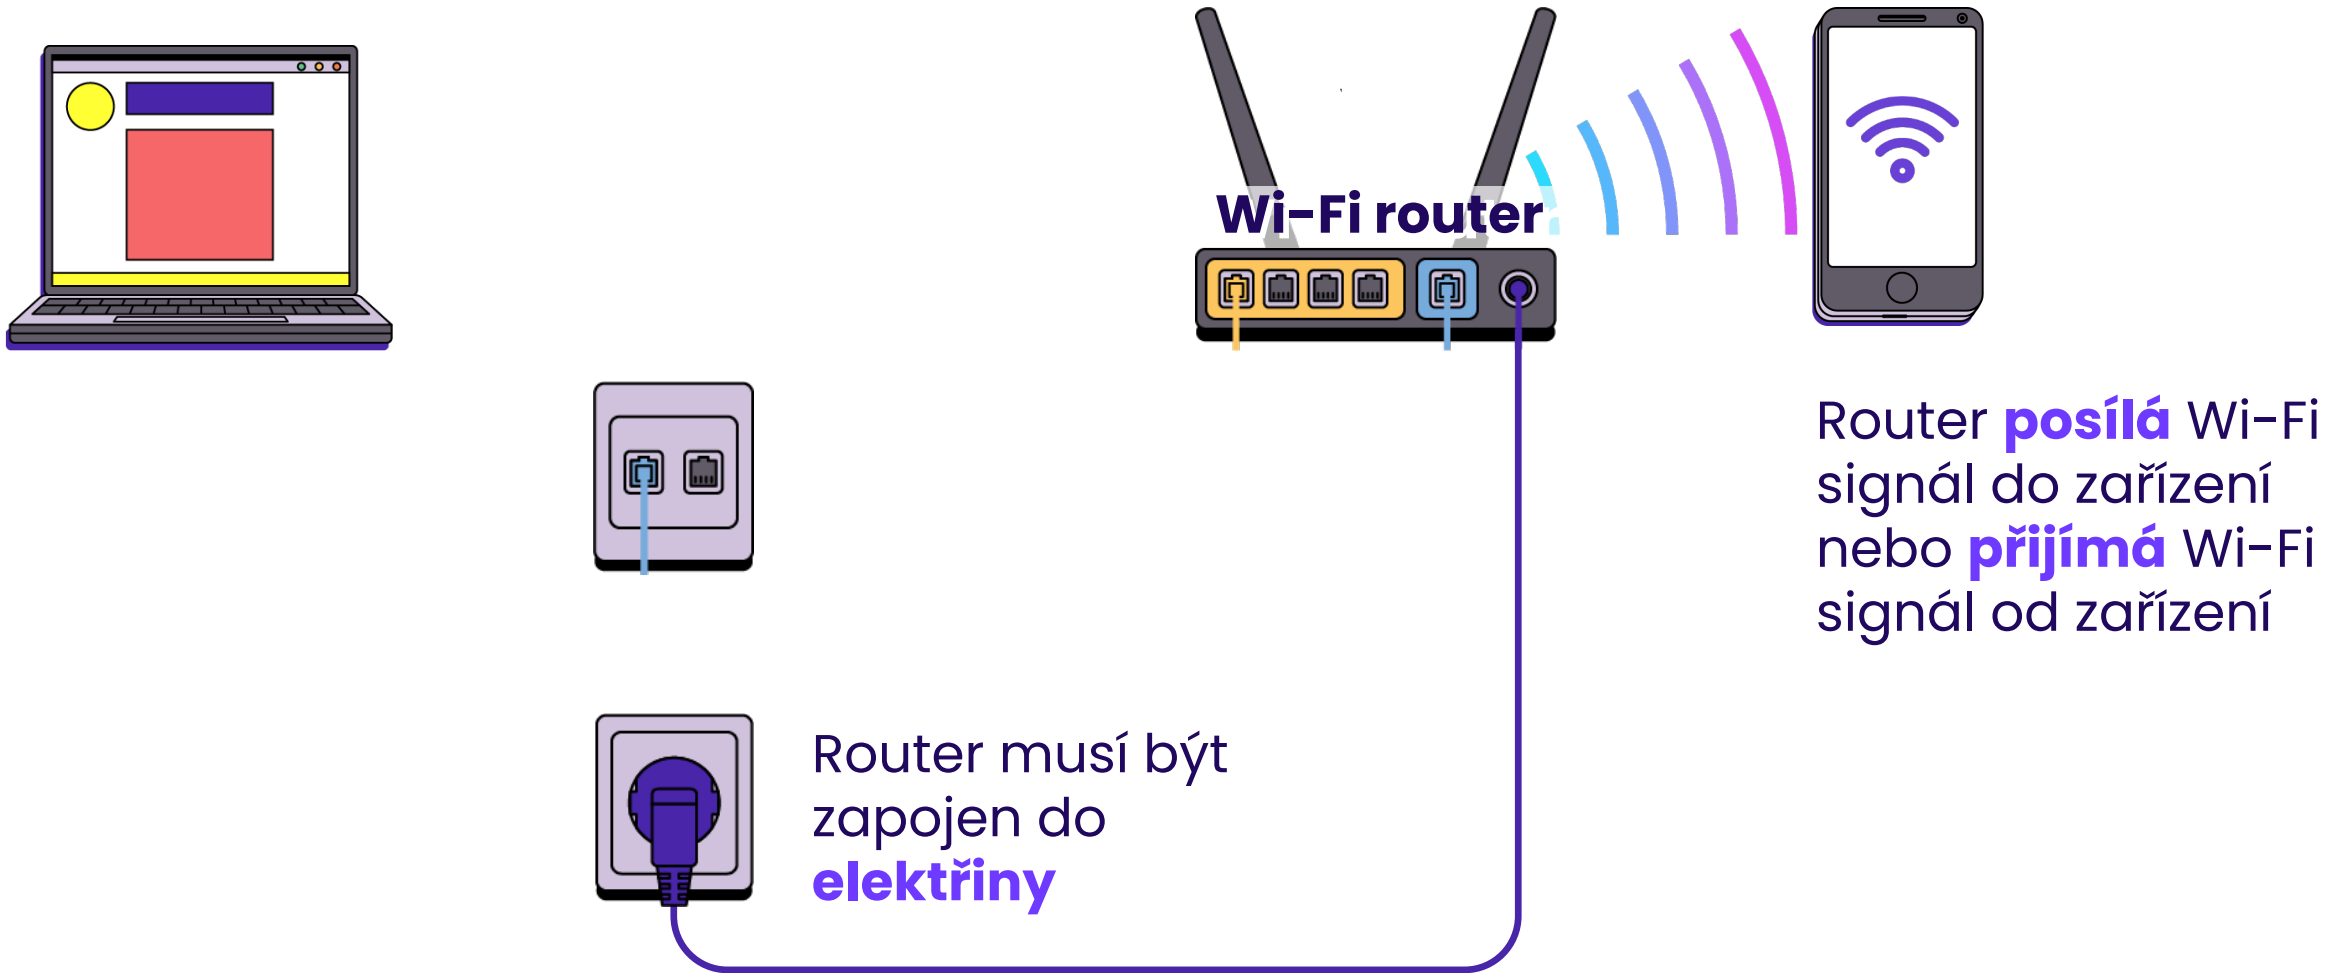 Wi-Fi router
Router posílá Wi-Fi
signál do zařízení
nebo přijímá Wi-Fi
signál od zařízení
Router musí být
zapojen do
elektřiny